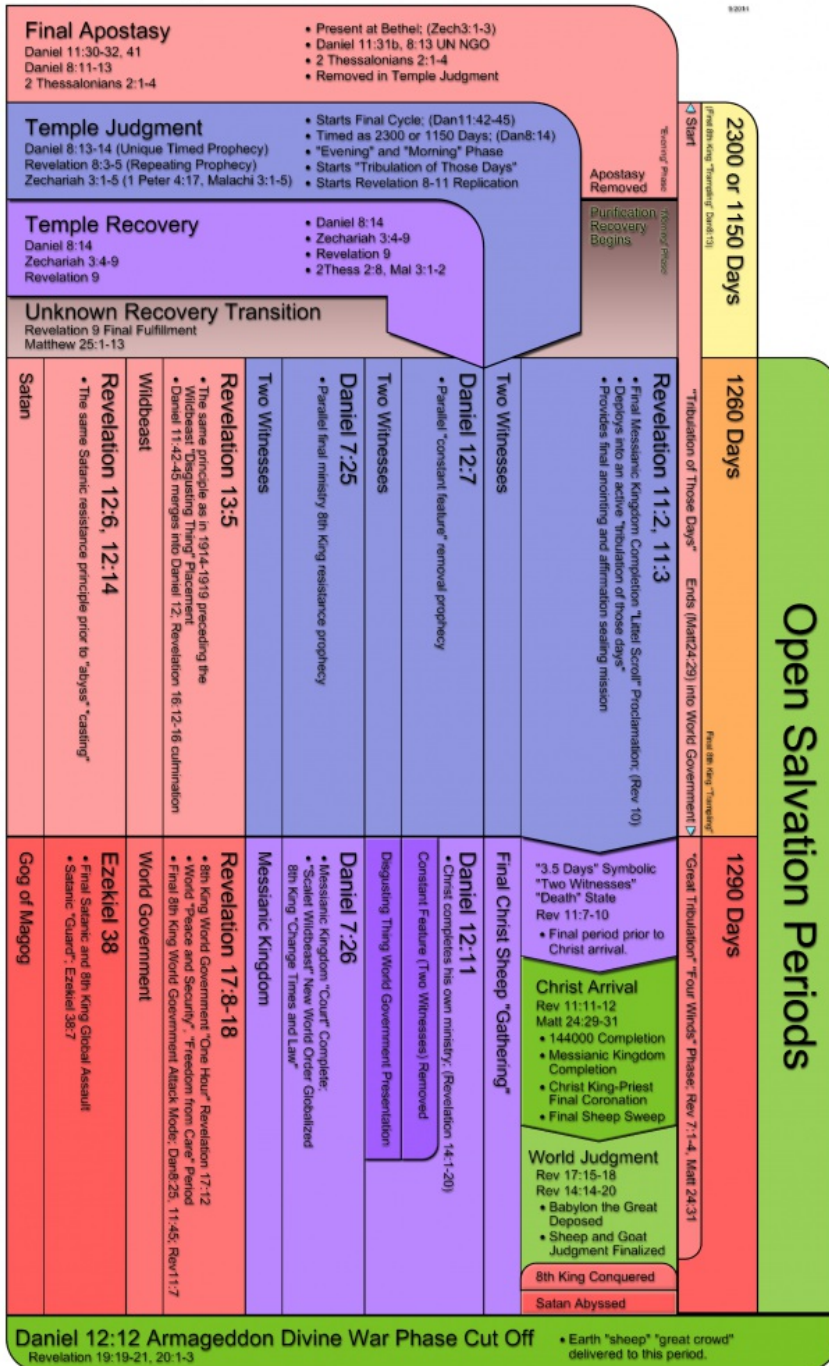 9/2011
Final Apostasy
Daniel 11:30-32, 41
Daniel 8:11-13
2 Thessalonians 2:1-4
• Present at Bethel; (Zech3:1-3)
• Daniel 11:31b, 8:13 UN NGO
• 2 Thessalonians 2:1-4
• Removed in Temple Judgment
Temple Judgment
Daniel 8:13-14 (Unique Timed Prophecy)
Revelation 8:3-5 (Repeating Prophecy)
Zechariah 3:1-5 (1 Peter 4:17, Malachi 3:1-5)
• Starts Final Cycle; (Dan11:42-45)
• Timed as 2300 or 1150 Days; (Dan8:14)
• "Evening" and "Morning" Phase
• Starts "Tribulation of Those Days"
• Starts Revelation 8-11 Replication
Temple Recovery
Daniel 8:14
Zechariah 3:4-9
Revelation 9
• Daniel 8:14
• Zechariah 3:4-9
• Revelation 9
• 2Thess 2:8, Mal 3:1-2
Unknown Recovery Transition
Revelation 9 Final Fulfillment
Matthew 25:1-13
"Evening" Phase
Apostasy
Removed
"Morning" Phase
Purification
Recovery
Begins
Open Salvation Periods
2300 or 1150 Days
(First 8th King "Trampling" Dan8:13)
1260 Days
Final 8th King "Trampling"
1290 Days
Start
"Tribulation of Those Days"
Ends (Matt24:29) into World Government
"Great Tribulation" "Four Winds" Phase; Rev 7:1-4, Matt 24:31
Revelation 11:2, 11:3
• Final Messianic Kingdom Completion "Littel Scroll" Proclamation; (Rev 10)
• Deploys into an active "tribulation of those days"
• Provides final anointing and affirmation sealing mission
Two Witnesses
Daniel 12:7
• Parallel "constant feature" removal prophecy
Two Witnesses
Daniel 7:25
• Parallel final ministry 8th King resistance prophecy
Two Witnesses
Revelation 13:5
• The same principle as in 1914-1919 preceding the
Wildbeast "Disgusting Thing" Placement
• Daniel 11:42-45 merges into Daniel 12; Revelation 16:12-16 culmination
Wildbeast
Revelation 12:6, 12:14
• The same Satanic resistance principle prior to "abyss" "casting"
Satan
"3.5 Days" Symbolic
"Two Witnesses"
"Death" State
Rev 11:7-10
• Final period prior to
Christ arrival.
Christ Arrival
Rev 11:11-12
Matt 24:29-31
• 144000 Completion
• Messianic Kingdom
Completion
• Christ King-Priest
Final Coronation
• Final Sheep Sweep
World Judgment
Rev 17:15-18
Rev 14:14-20
• Babylon the Great
Deposed
• Sheep and Goat
Judgment Finalized
8th King Conquered
Satan Abyssed
Final Christ Sheep "Gathering"
Daniel 12:11
• Christ completes his own ministry; (Revelation 14:1-20)
Constant Feature (Two Witnesses) Removed
Disgusting Thing World Government Presentation
Daniel 7:26
• Messianic Kingdom "Court" Complete;
• "Scalet Wildbeast" New World Order Globalized
8th King "Change Times and Law"
Messianic Kingdom
Revelation 17:8-18
• 8th King World Government "One Hour" Revelation 17:12
• World "Peace and Security", "Freedom from Care" Period
• Final 8th King World Goevrnment Attack Mode; Dan8:25, 11:45; Rev11:7
World Government
Ezekiel 38
• Final Satanic and 8th King Global Assault
• Satanic "Guard"; Ezekiel 38:7
Gog of Magog
Daniel 12:12 Armageddon Divine War Phase Cut Off
Revelation 19:19-21, 20:1-3
• Earth "sheep" "great crowd"
delivered to this period.